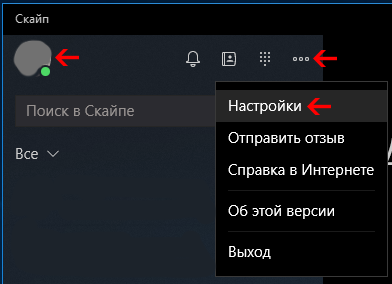 Скайп
Поиск в Скайпе
Все
Настройки
Отправить отзыв
Справка в Интернете
Об этой версии
Выход